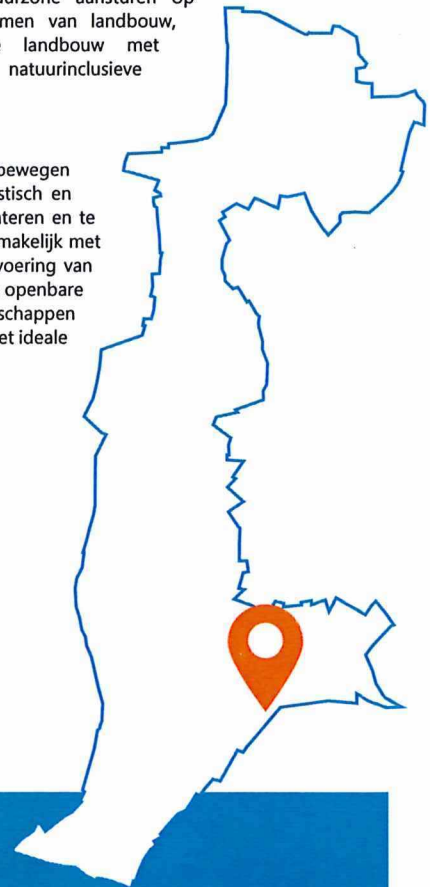 aansturen op
men van landbouw,
landbouw met
natuurinclusieve
bewegen
stisch en
nteren en te
makelijk met
voering van
openbare
schappen
et ideale